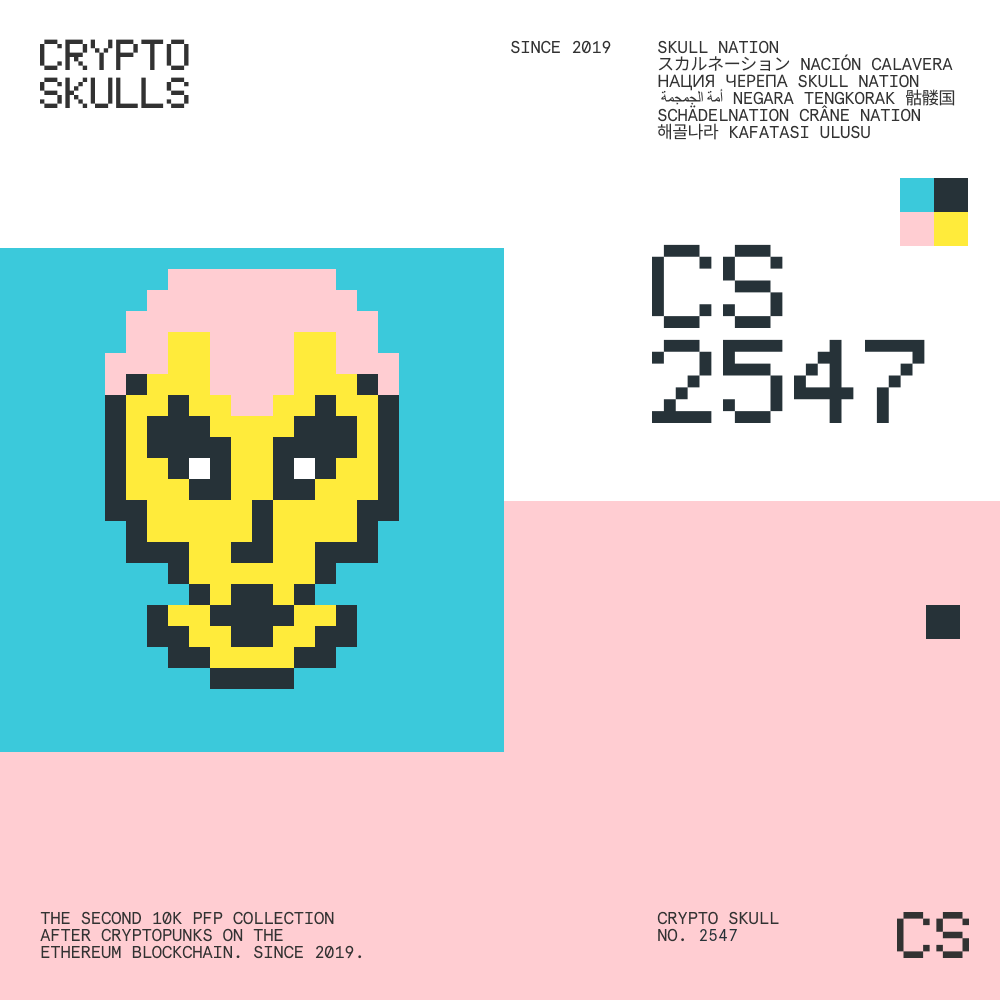 CRYPTO
SKULLS
SINCE 2019
SKULL NATION
スカルネーション NACIÓN CALAVERA
НАЦИЯ ЧЕРЕПА SKULL NATION
أمة الجمجمة NEGARA TENGKORAK 骷髅国
SCHÄDELNATION CRÂNE NATION
해골나라 KAFATASI ULUSU
CS
2547
THE SECOND 10K PFP COLLECTION
AFTER CRYPTOPUNKS ON THE
ETHEREUM BLOCKCHAIN. SINCE 2019.
CRYPTO SKULL
NO. 2547
CS